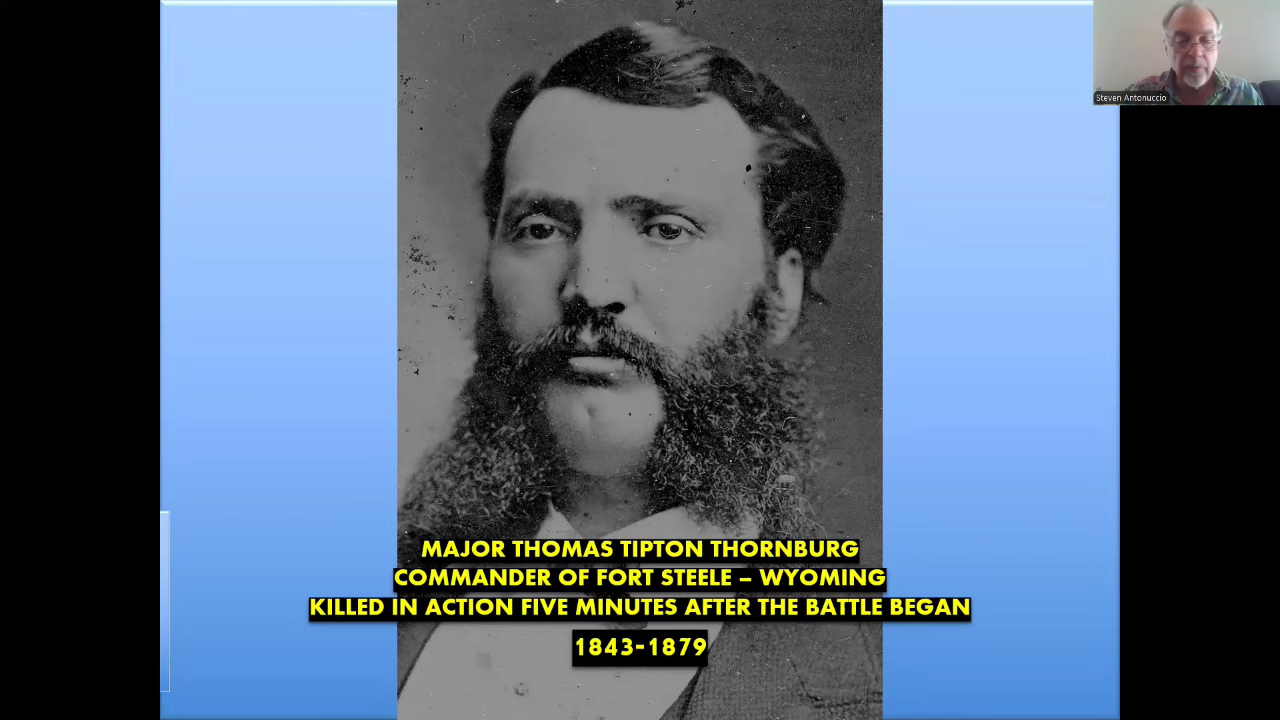 Steven Antonuccio
MAJOR THOMAS TIPTON THORNBURG
COMMANDER OF FORT STEELE – WYOMING
KILLED IN ACTION FIVE MINUTES AFTER THE BATTLE BEGAN
1843-1879